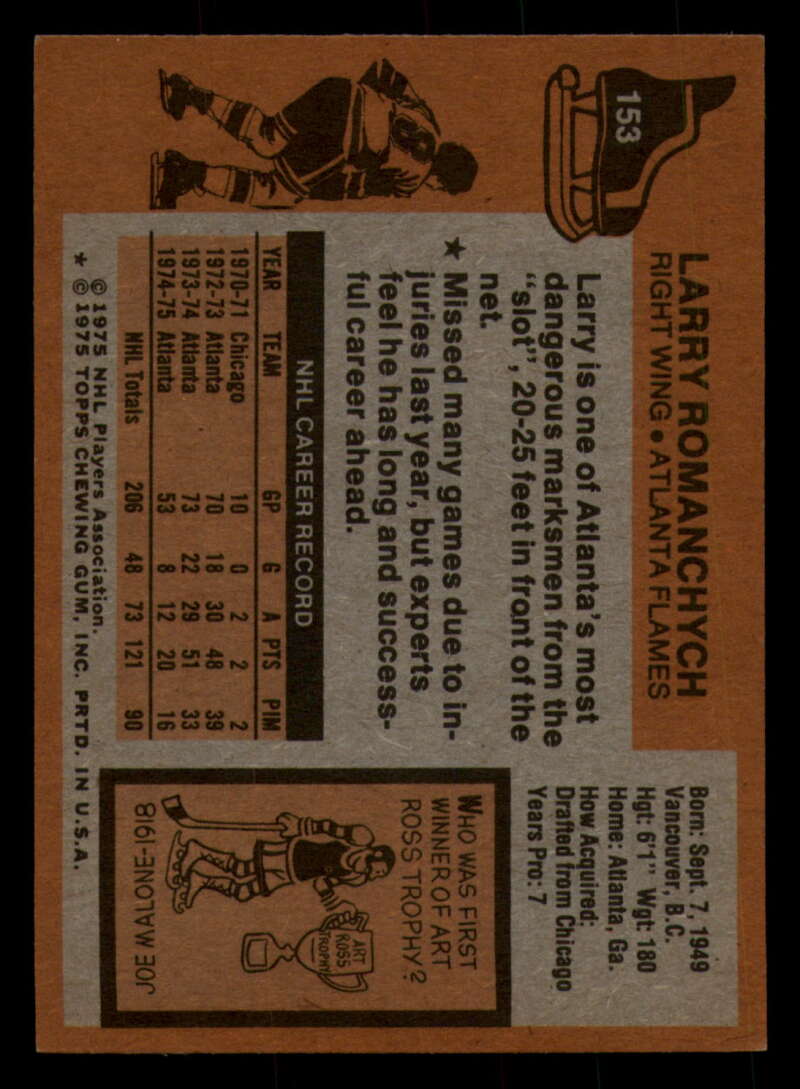 153
LARRY ROMANCHYCH
RIGHT WING • ATLANTA FLAMES
Larry is one of Atlanta's most
dangerous marksmen from the
"slot", 20-25 feet in front of the
net.
★ Missed many games due to in-
juries last year, but experts
feel he has long and success-
ful career ahead.
Born: Sept. 7, 1949
Vancouver, B.C.
Hgt: 6'1" Wgt: 180
Home: Atlanta, Ga.
How Acquired:
Drafted from Chicago
Years Pro: 7
NHL CAREER RECORD
YEAR TEAM GP G A PTS PIM
1970-71 Chicago 10 0 2 2 2
1972-73 Atlanta 70 18 30 48 39
1973-74 Atlanta 73 22 29 51 33
1974-75 Atlanta 53 8 12 20 16
NHL Totals 206 48 73 121 90
WHO WAS FIRST
WINNER OF ART
ROSS TROPHY?
ART
ROSS
TROPHY
JOE MALONE-1918
© 1975 NHL Players Association.
* © 1975 TOPPS CHEWING GUM, INC. PRTD. IN U.S.A.